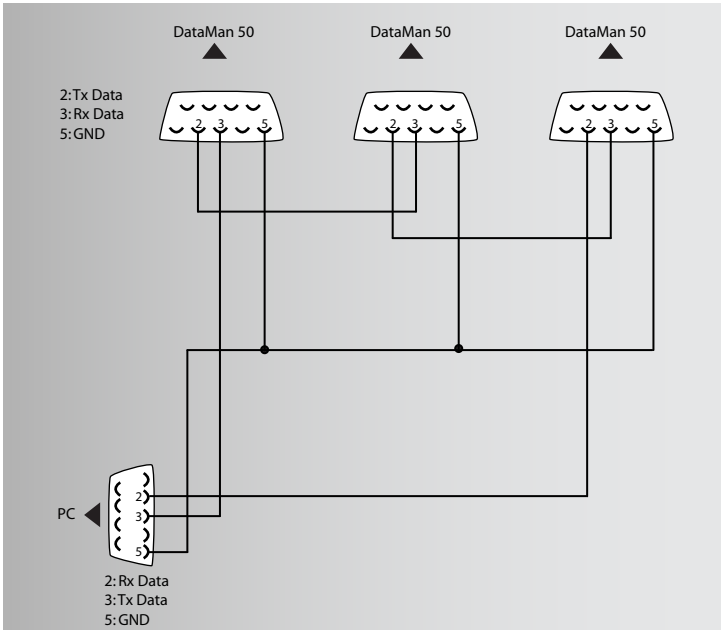 DataMan 50 DataMan 50 DataMan 50
2:Tx Data
3:Rx Data
5:GND
2 3 5 2 3 5 2 3 5
2
PC 3
5
2:Rx Data
3:Tx Data
5:GND